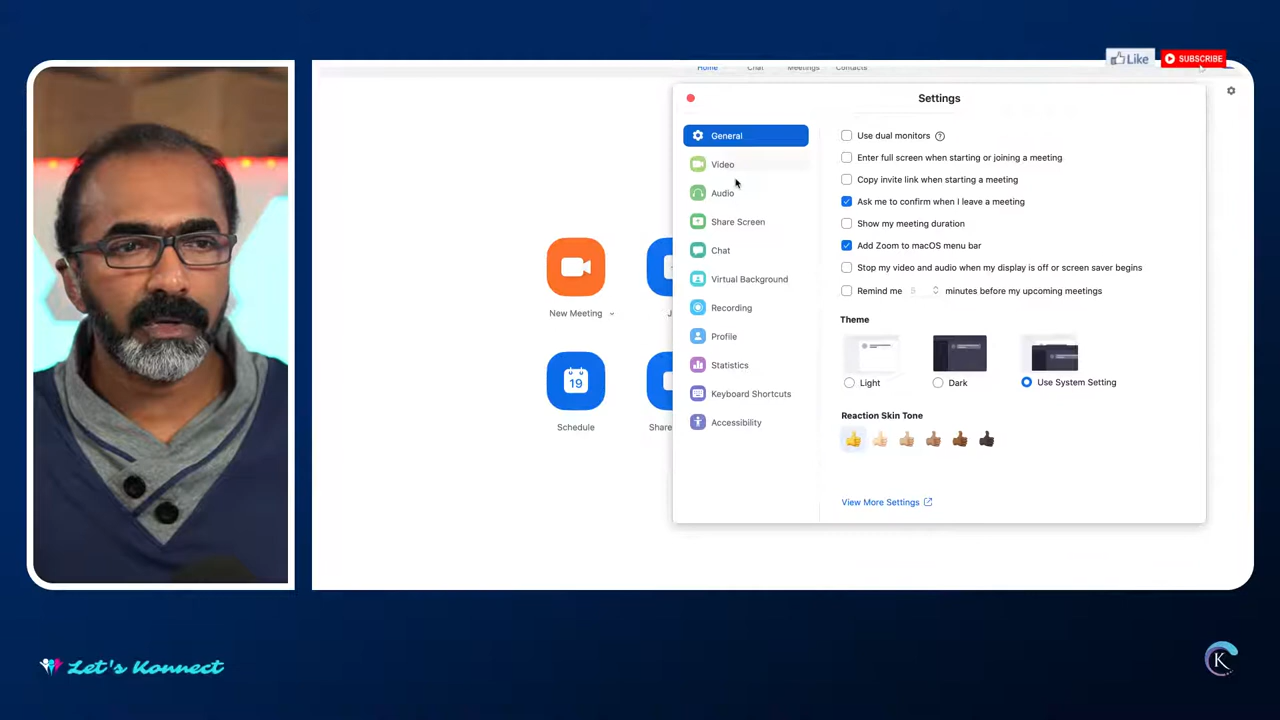 Like
SUBSCRIBE
Home Chat Meetings Contacts
Settings
General
Video
Audio
Share Screen
Chat
Virtual Background
Recording
Profile
Statistics
Keyboard Shortcuts
Accessibility
Use dual monitors ?
Enter full screen when starting or joining a meeting
Copy invite link when starting a meeting
Ask me to confirm when I leave a meeting
Show my meeting duration
Add Zoom to macOS menu bar
Stop my video and audio when my display is off or screen saver begins
Remind me 5 minutes before my upcoming meetings
Theme
Light
Dark
Use System Setting
Reaction Skin Tone
View More Settings
New Meeting
J
19
Schedule
Share
Let's Konnect
K